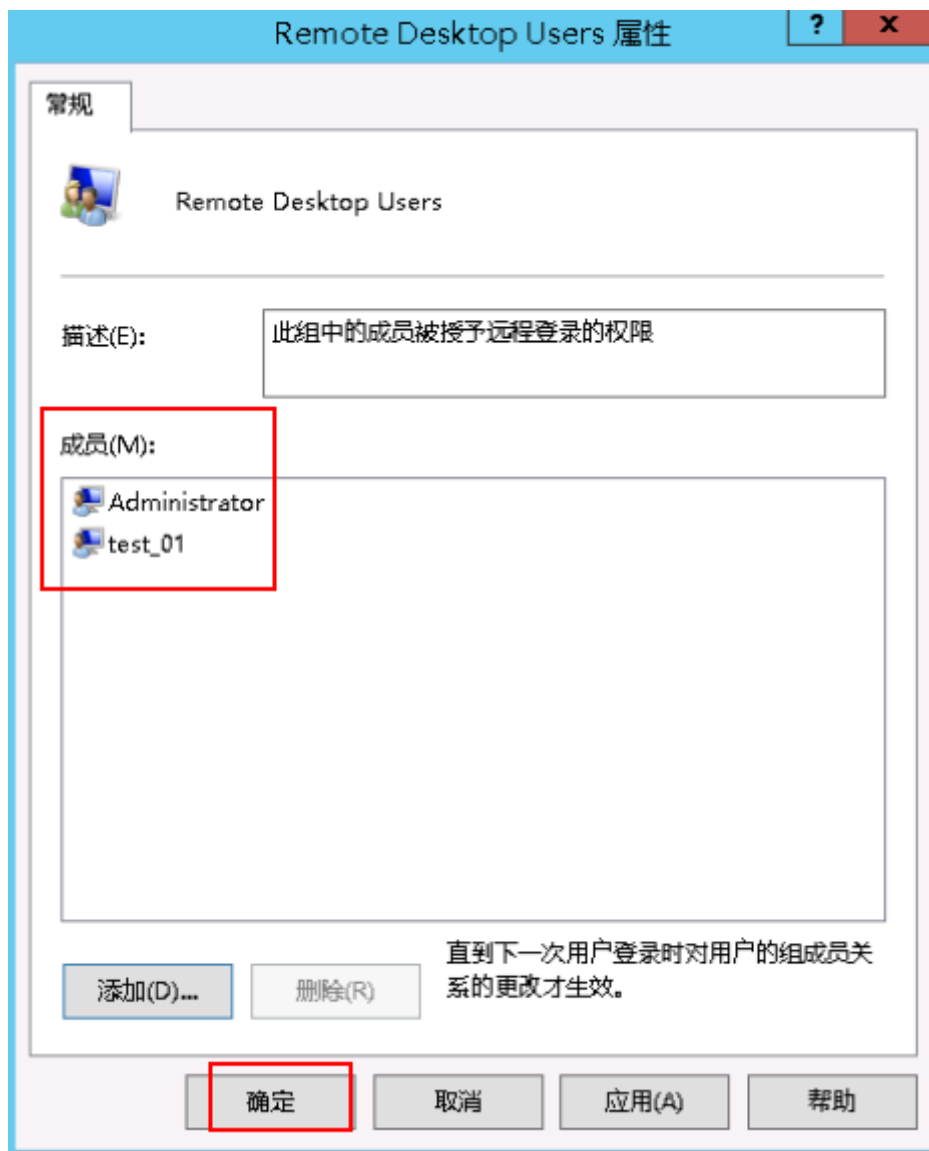 Remote Desktop Users 属性
? x
常规
Remote Desktop Users
描述(E):
此组中的成员被授予远程登录的权限
成员(M):
Administrator
test_01
直到下一次用户登录时对用户的组成员关
系的更改才生效。
添加(D)...
删除(R)
确定
取消
应用(A)
帮助